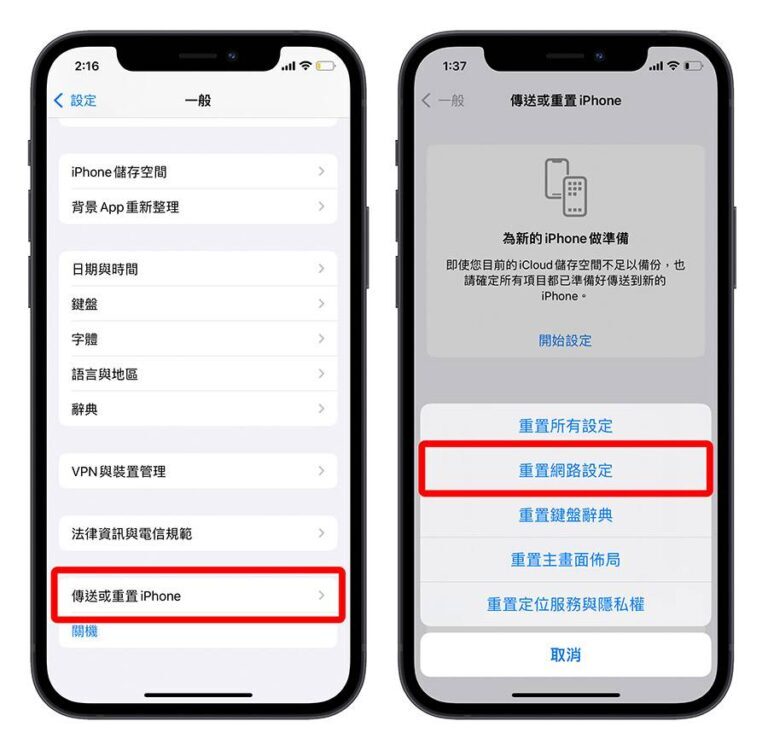 2:16
設定
一般
iPhone 儲存空間
背景 App 重新整理
日期與時間
鍵盤
字體
語言與地區
辭典
VPN 與裝置管理
法律資訊與電信規範
傳送或重置 iPhone
關機
1:37
一般
傳送或重置 iPhone
為新的 iPhone 做準備
即使您目前的 iCloud 儲存空間不足以備份，也
請確定所有項目都已準備好傳送到新的
iPhone。
開始設定
重置所有設定
重置網路設定
重置鍵盤辭典
重置主畫面佈局
重置定位服務與隱私權
取消